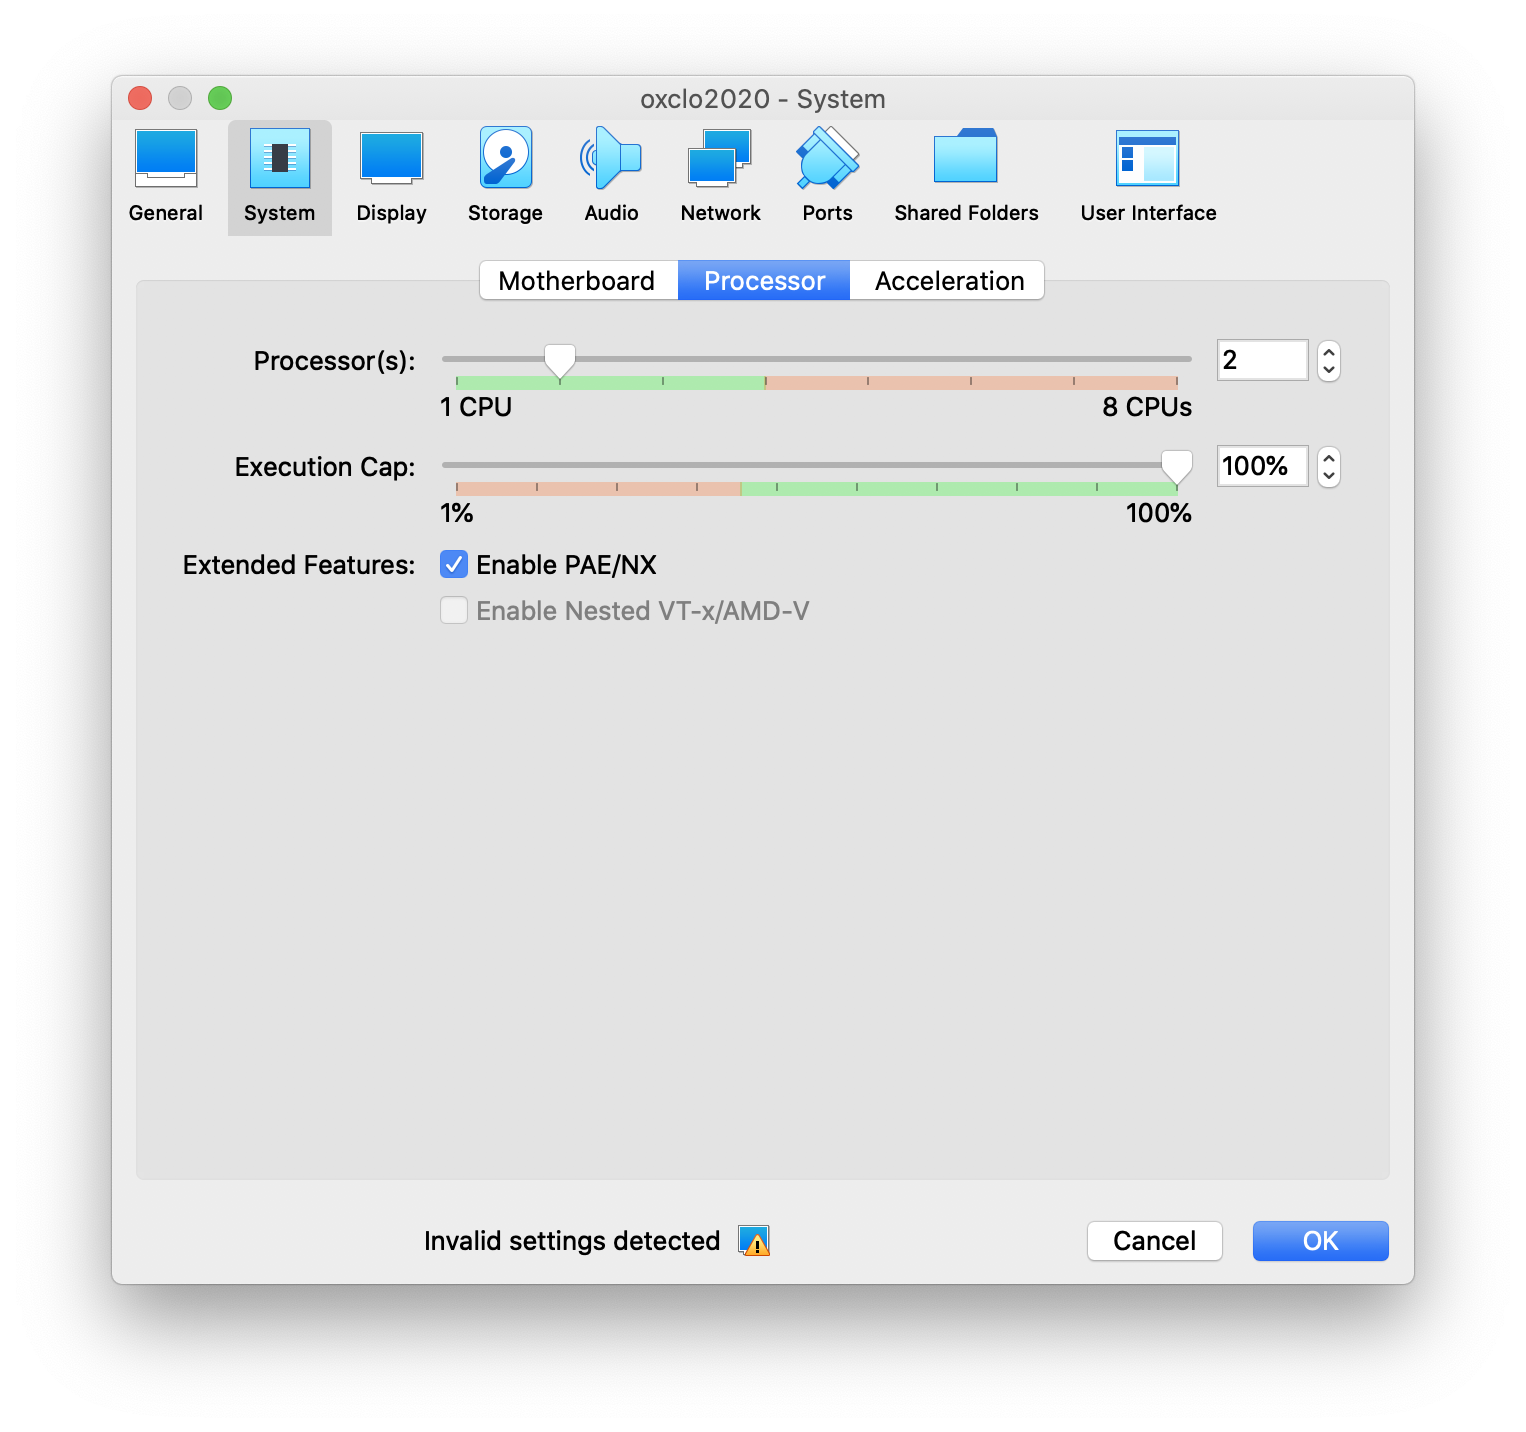 oxclo2020 - System
General System Display Storage Audio Network Ports Shared Folders User Interface
Motherboard Processor Acceleration
Processor(s): 2
1 CPU 8 CPUs
Execution Cap: 100%
1% 100%
Extended Features: Enable PAE/NX
Enable Nested VT-x/AMD-V
Invalid settings detected Cancel OK